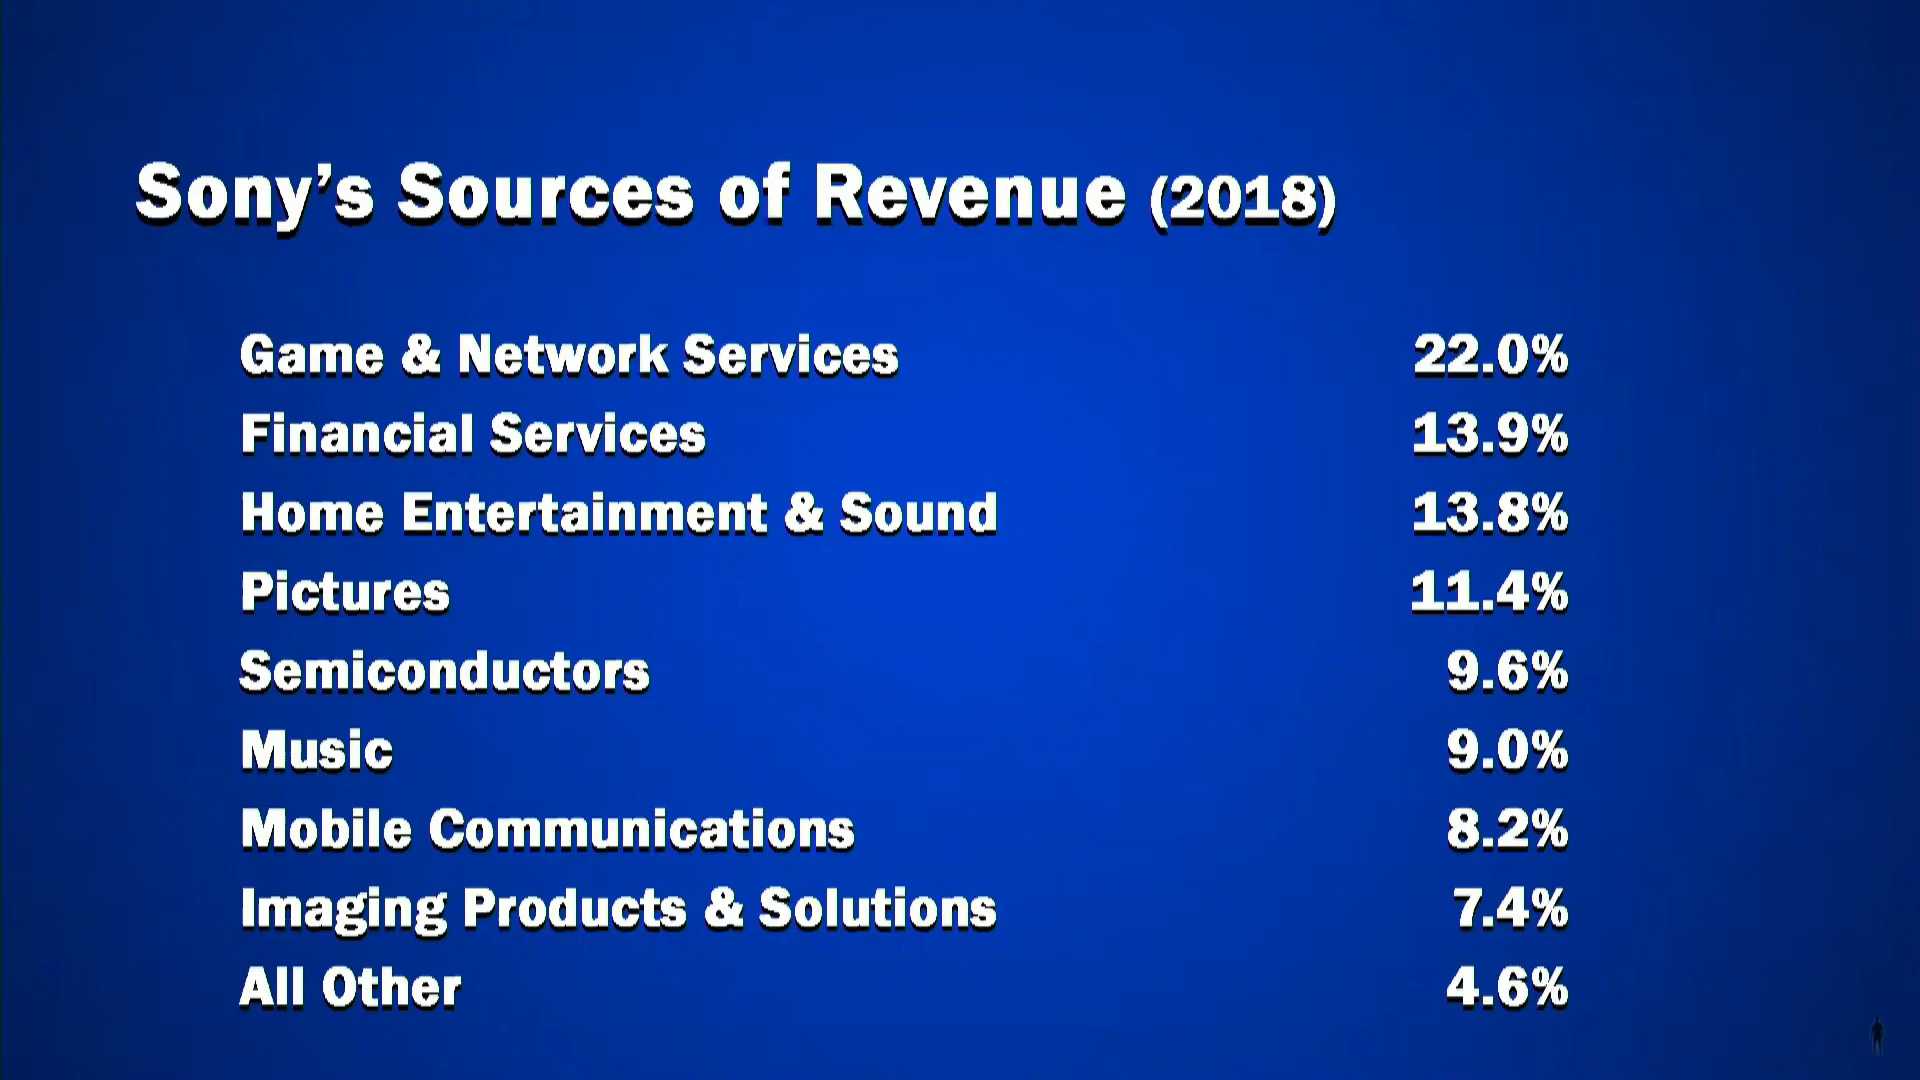 Sony’s Sources of Revenue (2018)
Game & Network Services 22.0%
Financial Services 13.9%
Home Entertainment & Sound 13.8%
Pictures 11.4%
Semiconductors 9.6%
Music 9.0%
Mobile Communications 8.2%
Imaging Products & Solutions 7.4%
All Other 4.6%